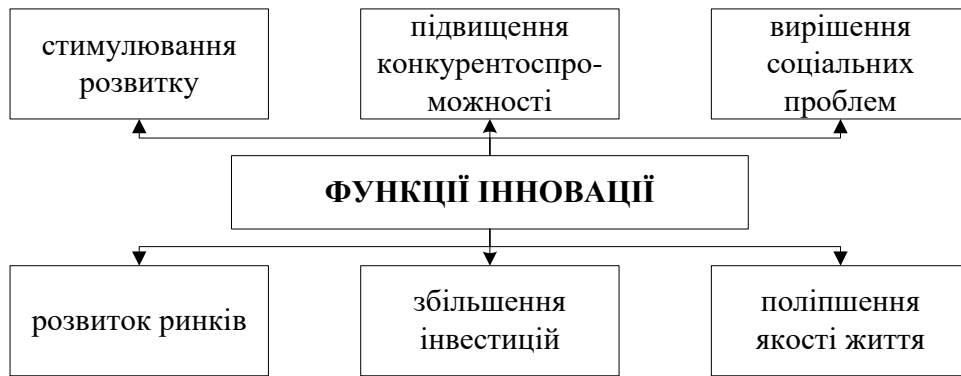 стимулювання
розвитку
підвищення
конкурентоспро-
можності
вирішення
соціальних
проблем
ФУНКЦІЇ ІННОВАЦІЇ
розвиток ринків
збільшення
інвестицій
поліпшення
якості життя